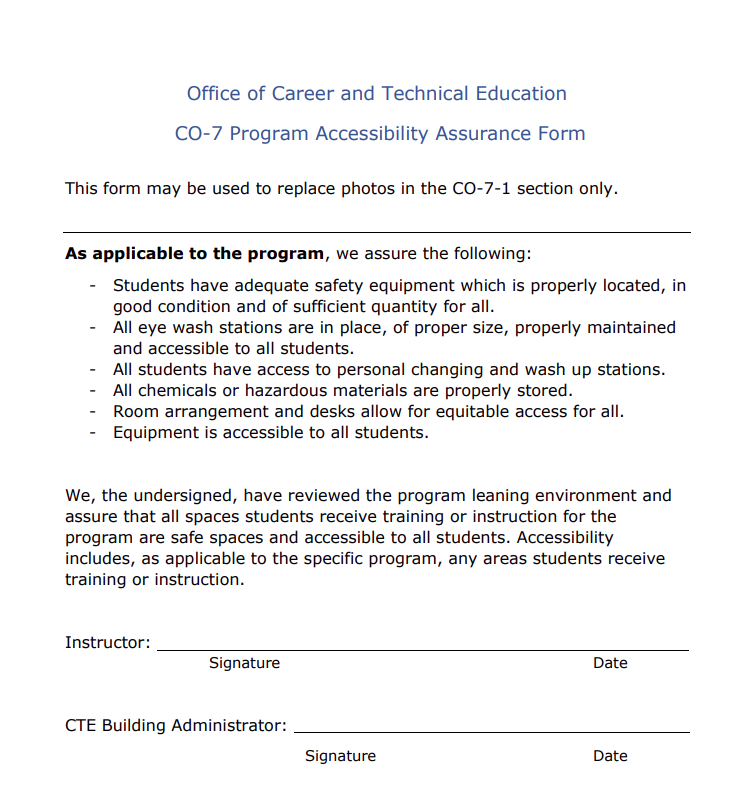 Office of Career and Technical Education
CO-7 Program Accessibility Assurance Form
This form may be used to replace photos in the CO-7-1 section only.
As applicable to the program, we assure the following:
- Students have adequate safety equipment which is properly located, in
good condition and of sufficient quantity for all.
- All eye wash stations are in place, of proper size, properly maintained
and accessible to all students.
- All students have access to personal changing and wash up stations.
- All chemicals or hazardous materials are properly stored.
- Room arrangement and desks allow for equitable access for all.
- Equipment is accessible to all students.
We, the undersigned, have reviewed the program leaning environment and
assure that all spaces students receive training or instruction for the
program are safe spaces and accessible to all students. Accessibility
includes, as applicable to the specific program, any areas students receive
training or instruction.
Instructor:
Signature Date
CTE Building Administrator:
Signature Date